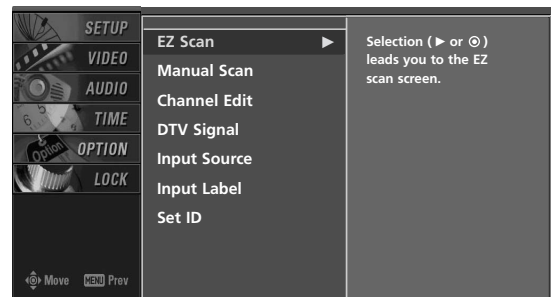 SETUP
VIDEO
AUDIO
TIME
OPTION
LOCK
Move MENU Prev
EZ Scan ►
Manual Scan
Channel Edit
DTV Signal
Input Source
Input Label
Set ID
Selection ( ► or ⊙ )
leads you to the EZ
scan screen.